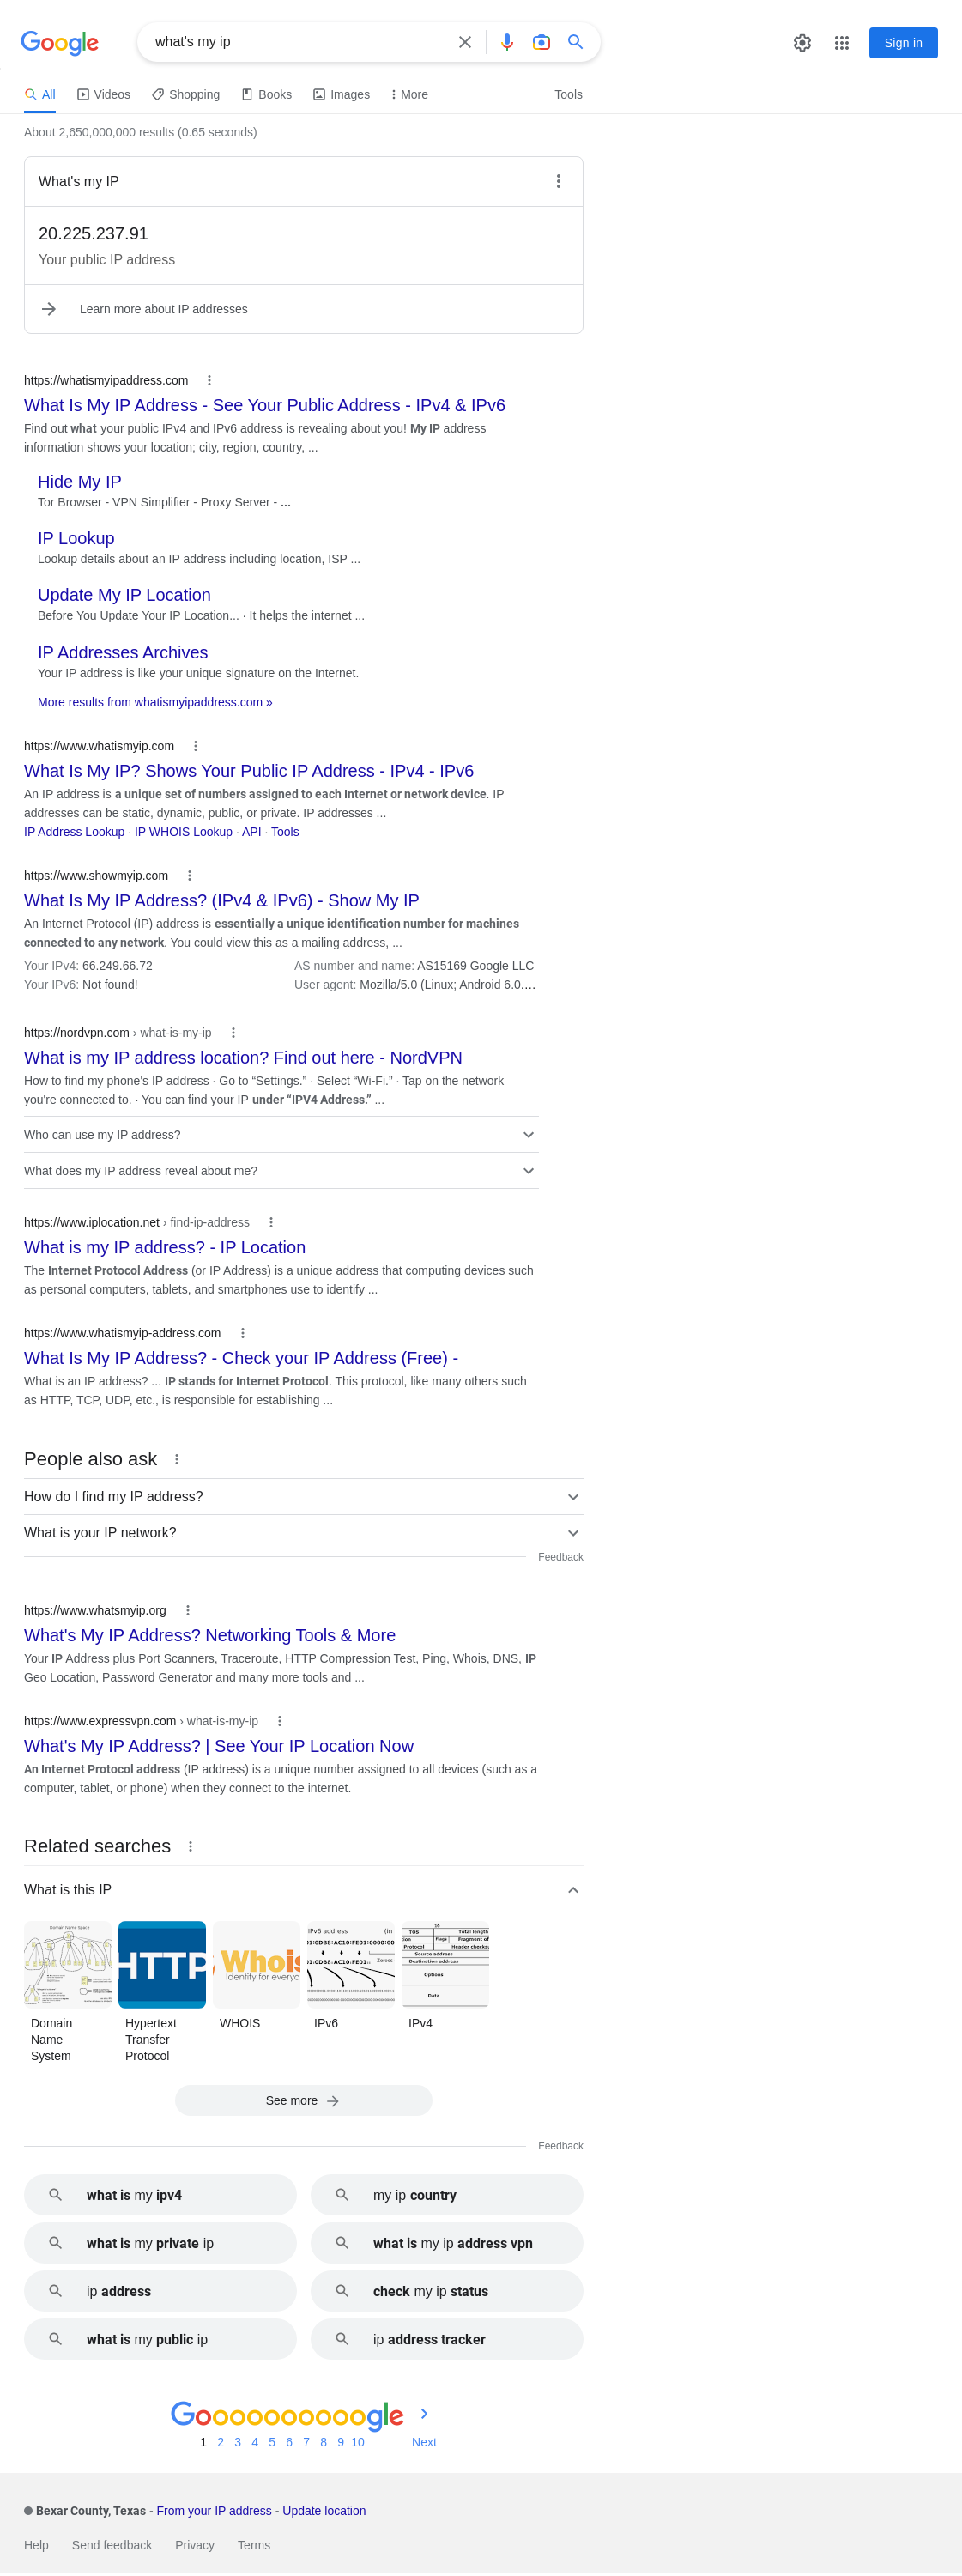 Google
what's my ip
Sign in
All Videos Shopping Books Images More Tools
About 2,650,000,000 results (0.65 seconds)
What's my IP
20.225.237.91
Your public IP address
Learn more about IP addresses
https://whatismyipaddress.com
What Is My IP Address - See Your Public Address - IPv4 & IPv6
Find out what your public IPv4 and IPv6 address is revealing about you! My IP address
information shows your location; city, region, country, ...
Hide My IP
Tor Browser - VPN Simplifier - Proxy Server - ...
IP Lookup
Lookup details about an IP address including location, ISP ...
Update My IP Location
Before You Update Your IP Location... · It helps the internet ...
IP Addresses Archives
Your IP address is like your unique signature on the Internet.
More results from whatismyipaddress.com »
https://www.whatismyip.com
What Is My IP? Shows Your Public IP Address - IPv4 - IPv6
An IP address is a unique set of numbers assigned to each Internet or network device. IP
addresses can be static, dynamic, public, or private. IP addresses ...
IP Address Lookup · IP WHOIS Lookup · API · Tools
https://www.showmyip.com
What Is My IP Address? (IPv4 & IPv6) - Show My IP
An Internet Protocol (IP) address is essentially a unique identification number for machines
connected to any network. You could view this as a mailing address, ...
Your IPv4: 66.249.66.72 AS number and name: AS15169 Google LLC
Your IPv6: Not found! User agent: Mozilla/5.0 (Linux; Android 6.0....
https://nordvpn.com › what-is-my-ip
What is my IP address location? Find out here - NordVPN
How to find my phone's IP address · Go to “Settings.” · Select “Wi-Fi.” · Tap on the network
you're connected to. · You can find your IP under “IPV4 Address.” ...
Who can use my IP address?
What does my IP address reveal about me?
https://www.iplocation.net › find-ip-address
What is my IP address? - IP Location
The Internet Protocol Address (or IP Address) is a unique address that computing devices such
as personal computers, tablets, and smartphones use to identify ...
https://www.whatismyip-address.com
What Is My IP Address? - Check your IP Address (Free) -
What is an IP address? ... IP stands for Internet Protocol. This protocol, like many others such
as HTTP, TCP, UDP, etc., is responsible for establishing ...
People also ask
How do I find my IP address?
What is your IP network?
Feedback
https://www.whatsmyip.org
What's My IP Address? Networking Tools & More
Your IP Address plus Port Scanners, Traceroute, HTTP Compression Test, Ping, Whois, DNS, IP
Geo Location, Password Generator and many more tools and ...
https://www.expressvpn.com › what-is-my-ip
What's My IP Address? | See Your IP Location Now
An Internet Protocol address (IP address) is a unique number assigned to all devices (such as a
computer, tablet, or phone) when they connect to the internet.
Related searches
What is this IP
Domain Name Space
HTTP
Whois
Identity for everyo
IPv6 address (in
Zeroes
TOS Total length
Flags Fragment of
Protocol Header checks
Source address
Destination address
Options
Data
Domain
Name
System
Hypertext
Transfer
Protocol
WHOIS
IPv6
IPv4
See more
Feedback
what is my ipv4
my ip country
what is my private ip
what is my ip address vpn
ip address
check my ip status
what is my public ip
ip address tracker
Goooooooooogle
1 2 3 4 5 6 7 8 9 10 Next
Bexar County, Texas - From your IP address - Update location
Help Send feedback Privacy Terms